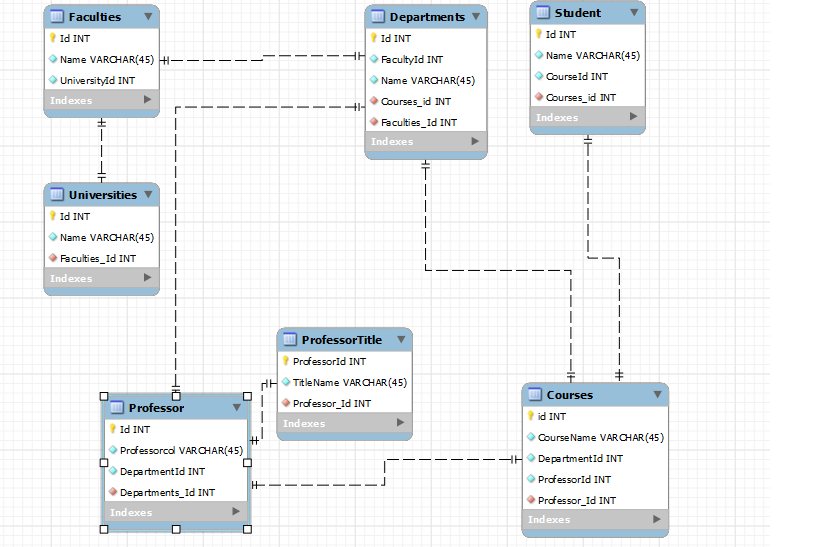 Faculties
Id INT
Name VARCHAR(45)
UniversityId INT
Indexes
Departments
Id INT
FacultyId INT
Name VARCHAR(45)
Courses_id INT
Faculties_Id INT
Indexes
Student
Id INT
Name VARCHAR(45)
CourseId INT
Courses_id INT
Indexes
Universities
Id INT
Name VARCHAR(45)
Faculties_Id INT
Indexes
ProfessorTitle
ProfessorId INT
TitleName VARCHAR(45)
Professor_Id INT
Indexes
Professor
Id INT
Professorcol VARCHAR(45)
DepartmentId INT
Departments_Id INT
Indexes
Courses
id INT
CourseName VARCHAR(45)
DepartmentId INT
ProfessorId INT
Professor_Id INT
Indexes